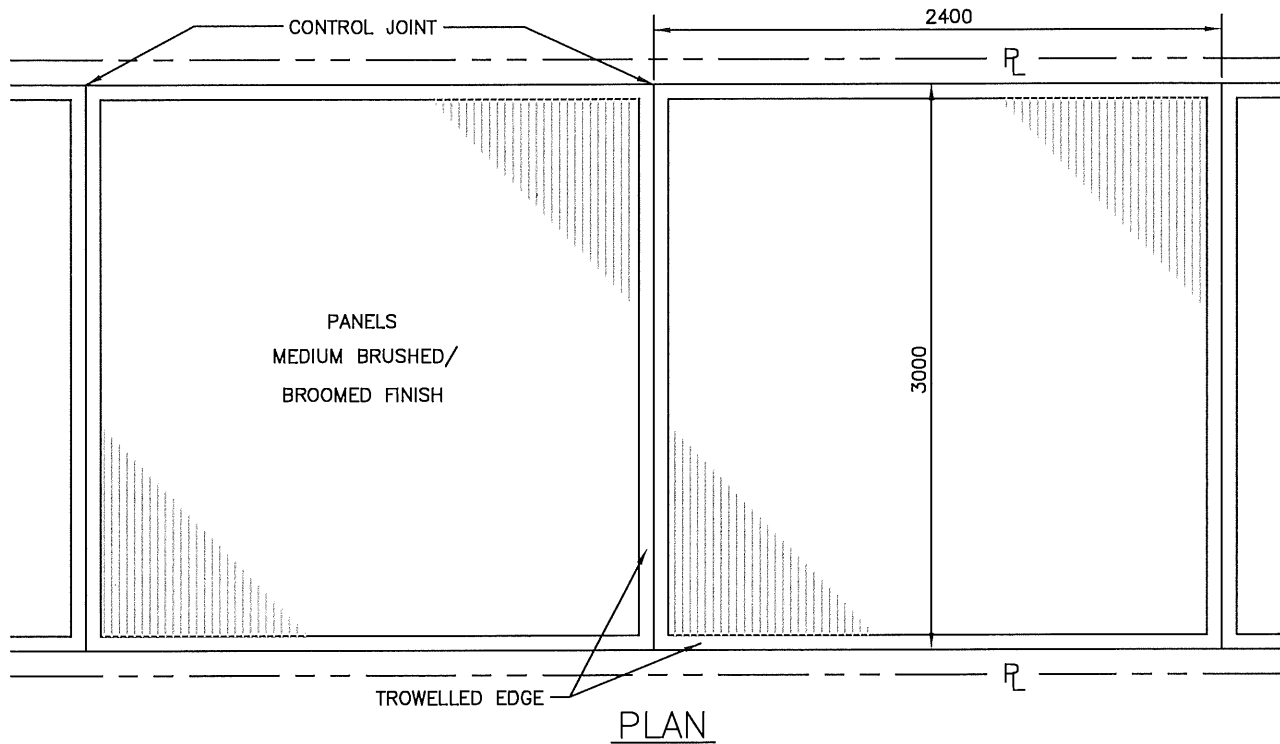 CONTROL JOINT
2400
PL
PANELS
MEDIUM BRUSHED/
BROOMED FINISH
3000
PL
TROWELLED EDGE
PLAN